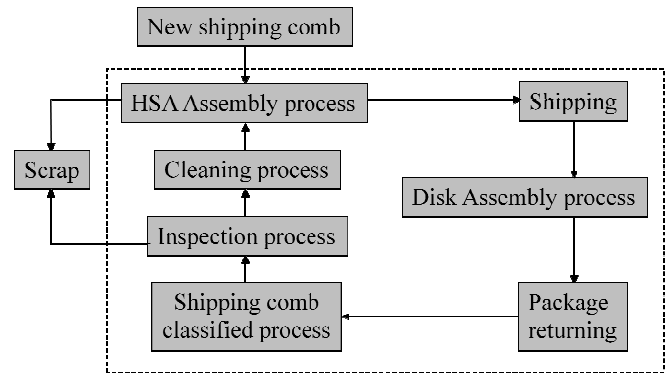 New shipping comb
HSA Assembly process
Shipping
Scrap
Cleaning process
Disk Assembly process
Inspection process
Shipping comb
classified process
Package
returning